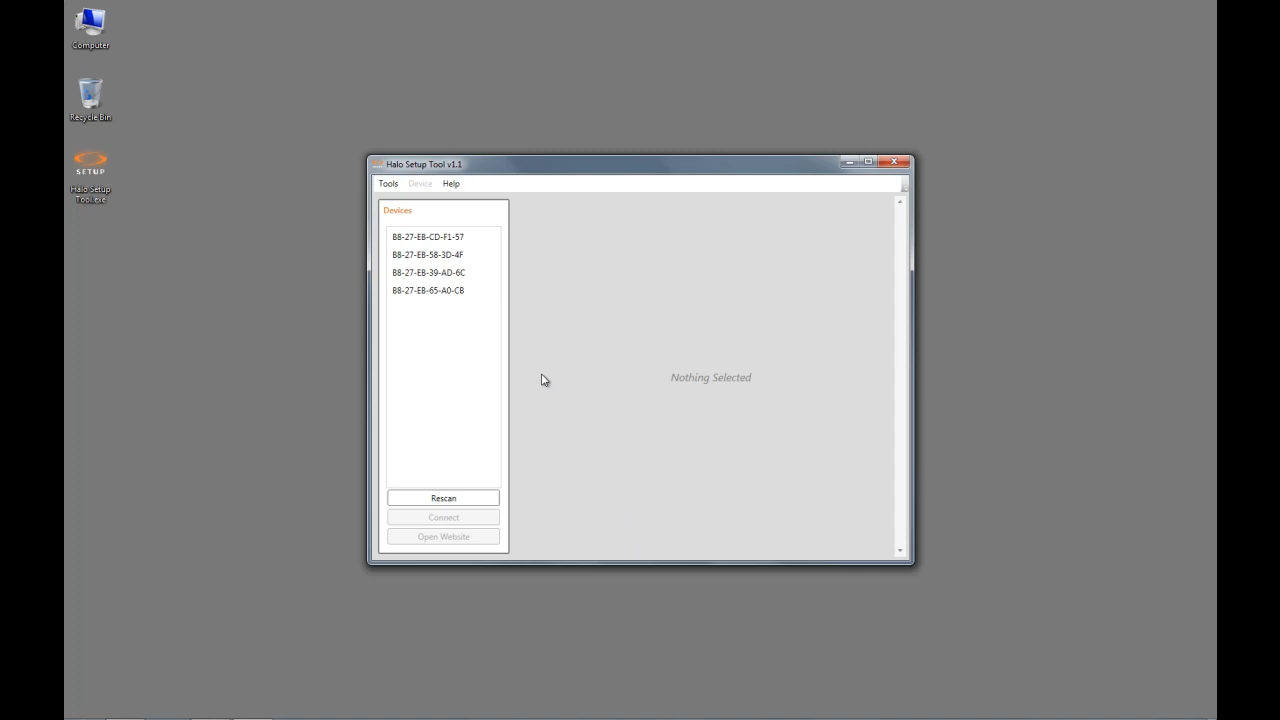 Computer
Recycle Bin
SETUP
Halo Setup
Tool.exe
Halo Setup Tool v1.1
Tools Device Help
Devices
B8-27-EB-CD-F1-57
B8-27-EB-58-3D-4F
B8-27-EB-39-AD-6C
B8-27-EB-65-A0-CB
Nothing Selected
Rescan
Connect
Open Website